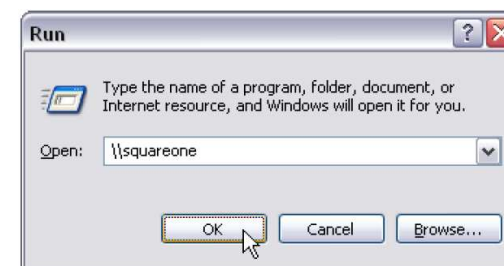 Run
Type the name of a program, folder, document, or
Internet resource, and Windows will open it for you.
Open: \\squareone
OK Cancel Browse...